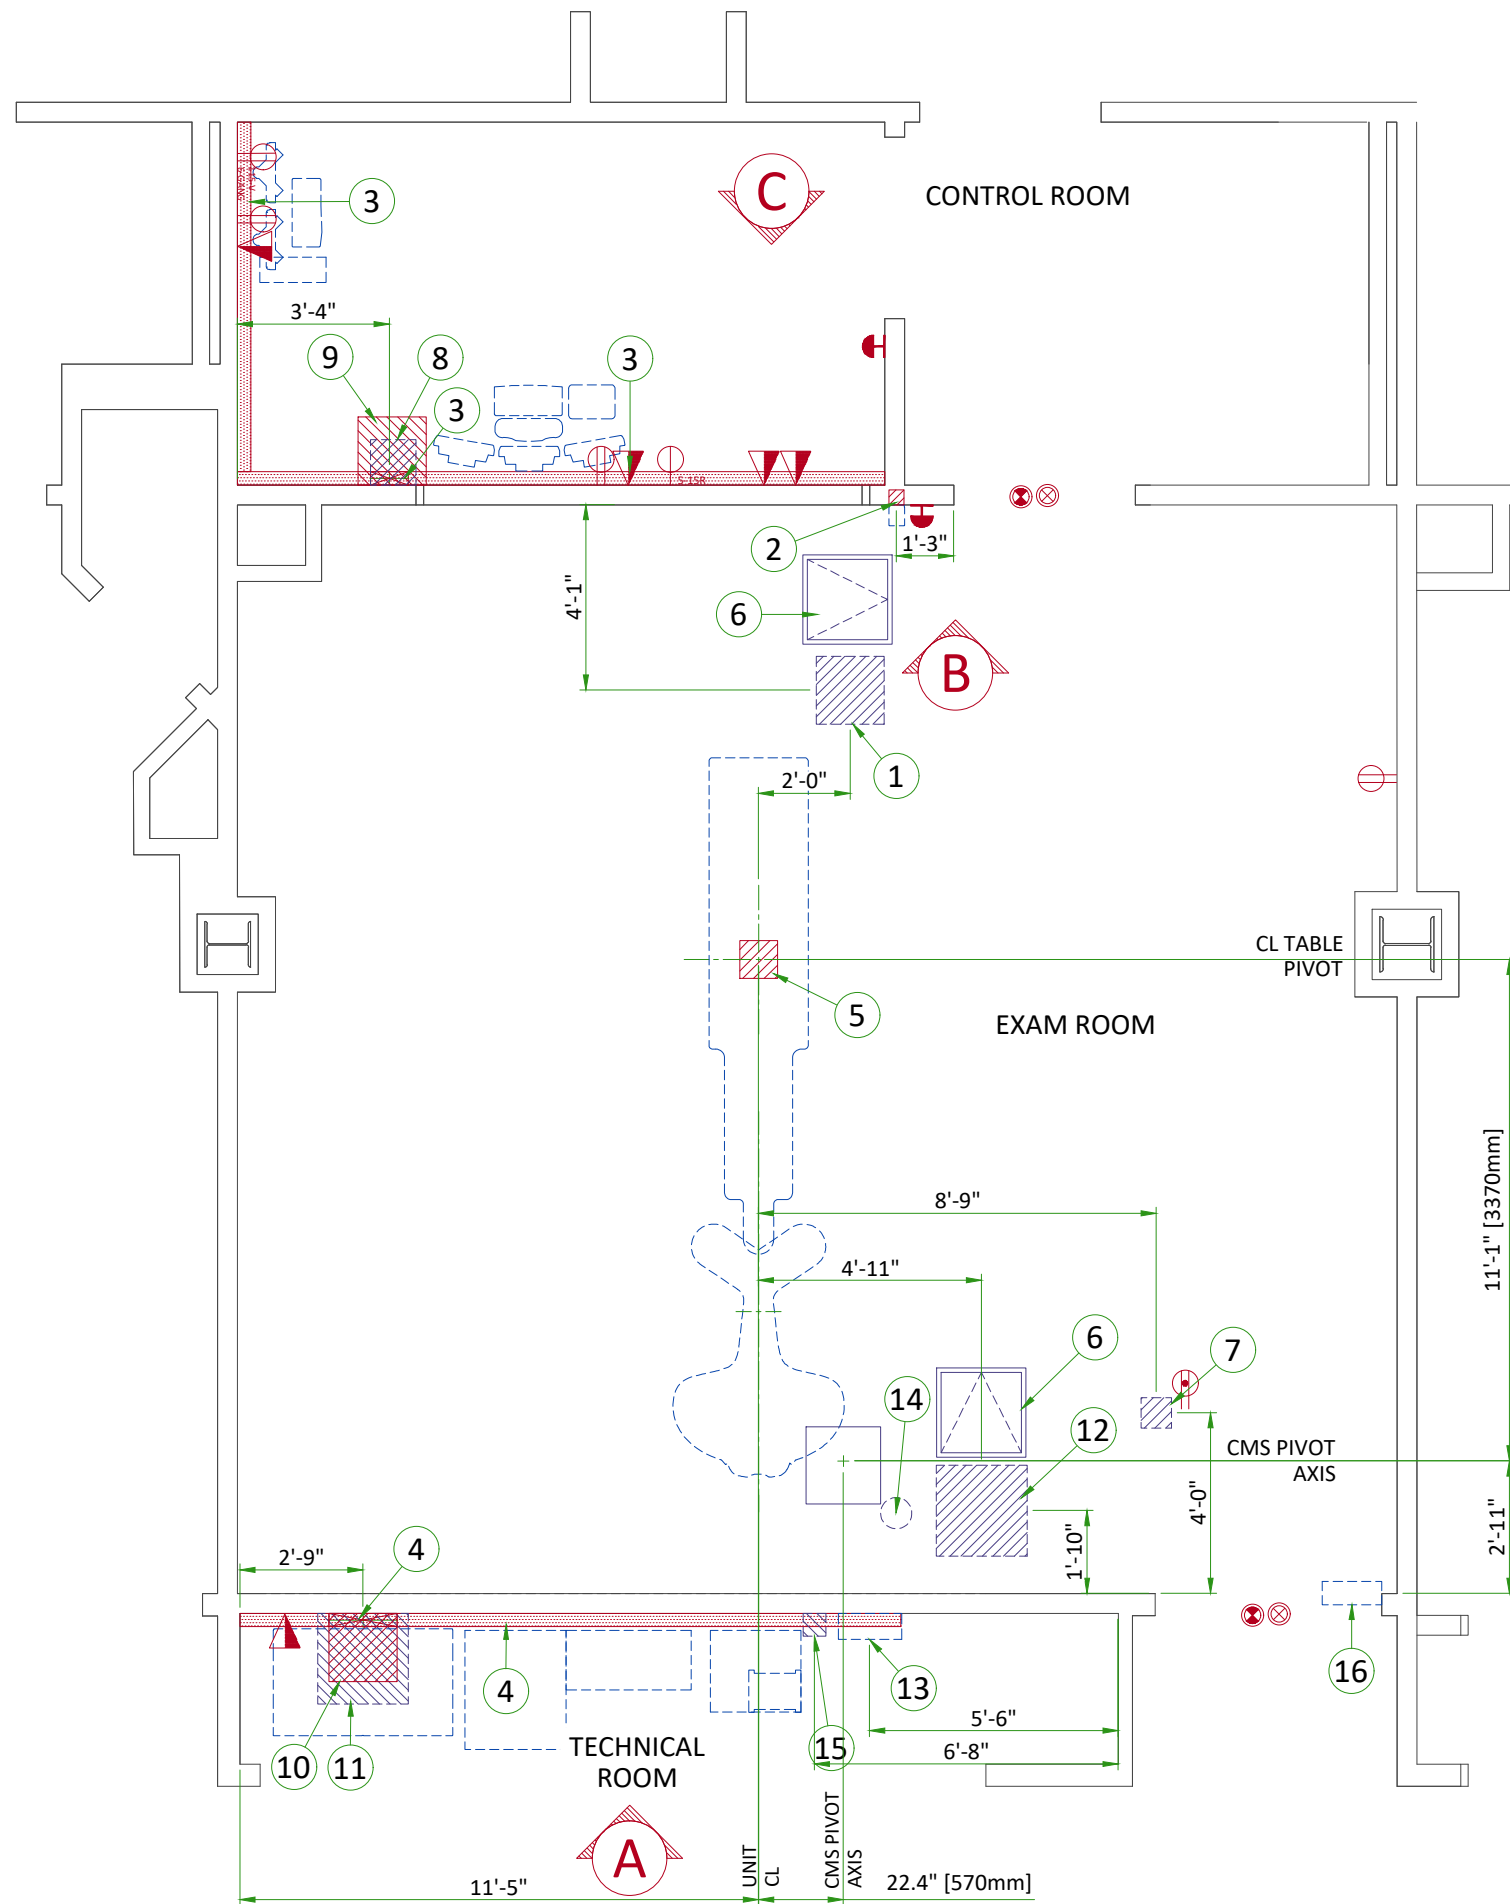 C
CONTROL ROOM
3
3'-4"
9
8
3
3
S-1SR
2
1'-3"
4'-1"
6
B
1
2'-0"
CL TABLE
PIVOT
5
EXAM ROOM
11'-1" [3370mm]
8'-9"
4'-11"
6
7
14
12
CMS PIVOT
AXIS
4'-0"
2'-11"
1'-10"
2'-9"
4
4
13
16
5'-6"
15
6'-8"
10
11
TECHNICAL
ROOM
A
UNIT
CL
CMS PIVOT
AXIS
11'-5"
22.4" [570mm]